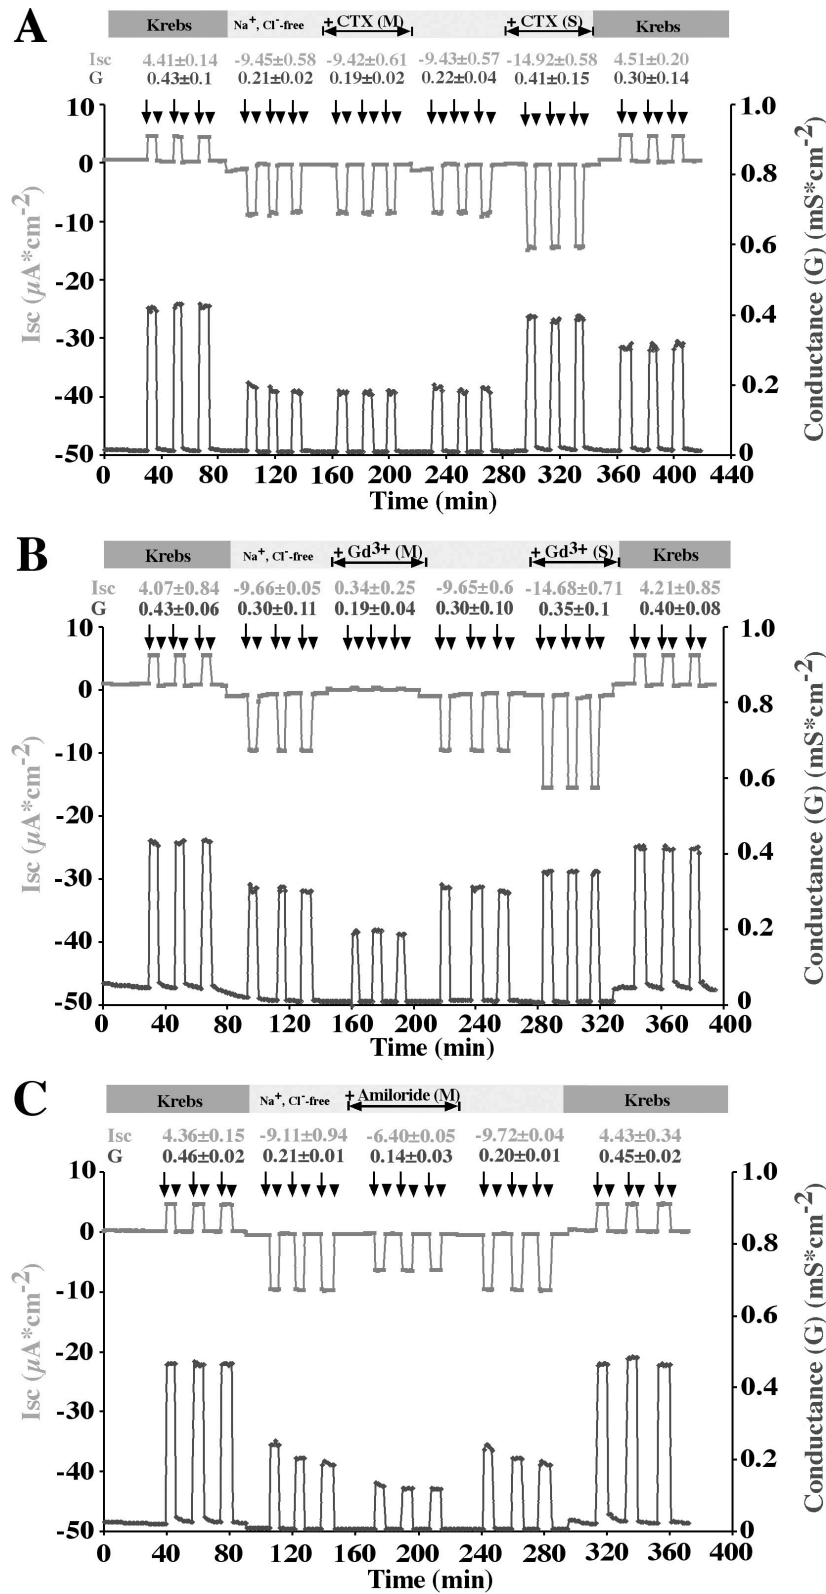 A
Krebs Na+, Cl--free + CTX (M) + CTX (S) Krebs
Isc 4.41±0.14 -9.45±0.58 -9.42±0.61 -9.43±0.57 -14.92±0.58 4.51±0.20
G 0.43±0.1 0.21±0.02 0.19±0.02 0.22±0.04 0.41±0.15 0.30±0.14
10
0
-10
-20
-30
-40
-50
Isc (µA*cm-2)
1.0
0.8
0.6
0.4
0.2
0
Conductance (G) (mS*cm-2)
0 40 80 120 160 200 240 280 320 360 400 440
Time (min)
B
Krebs Na+, Cl--free + Gd3+ (M) + Gd3+ (S) Krebs
Isc 4.07±0.84 -9.66±0.05 0.34±0.25 -9.65±0.6 -14.68±0.71 4.21±0.85
G 0.43±0.06 0.30±0.11 0.19±0.04 0.30±0.10 0.35±0.1 0.40±0.08
10
0
-10
-20
-30
-40
-50
Isc (µA*cm-2)
1.0
0.8
0.6
0.4
0.2
0
Conductance (G) (mS*cm-2)
0 40 80 120 160 200 240 280 320 360 400
Time (min)
C
Krebs Na+, Cl--free + Amiloride (M) Krebs
Isc 4.36±0.15 -9.11±0.94 -6.40±0.05 -9.72±0.04 4.43±0.34
G 0.46±0.02 0.21±0.01 0.14±0.03 0.20±0.01 0.45±0.02
10
0
-10
-20
-30
-40
-50
Isc (µA*cm-2)
1.0
0.8
0.6
0.4
0.2
0
Conductance (G) (mS*cm-2)
0 40 80 120 160 200 240 280 320 360 400
Time (min)